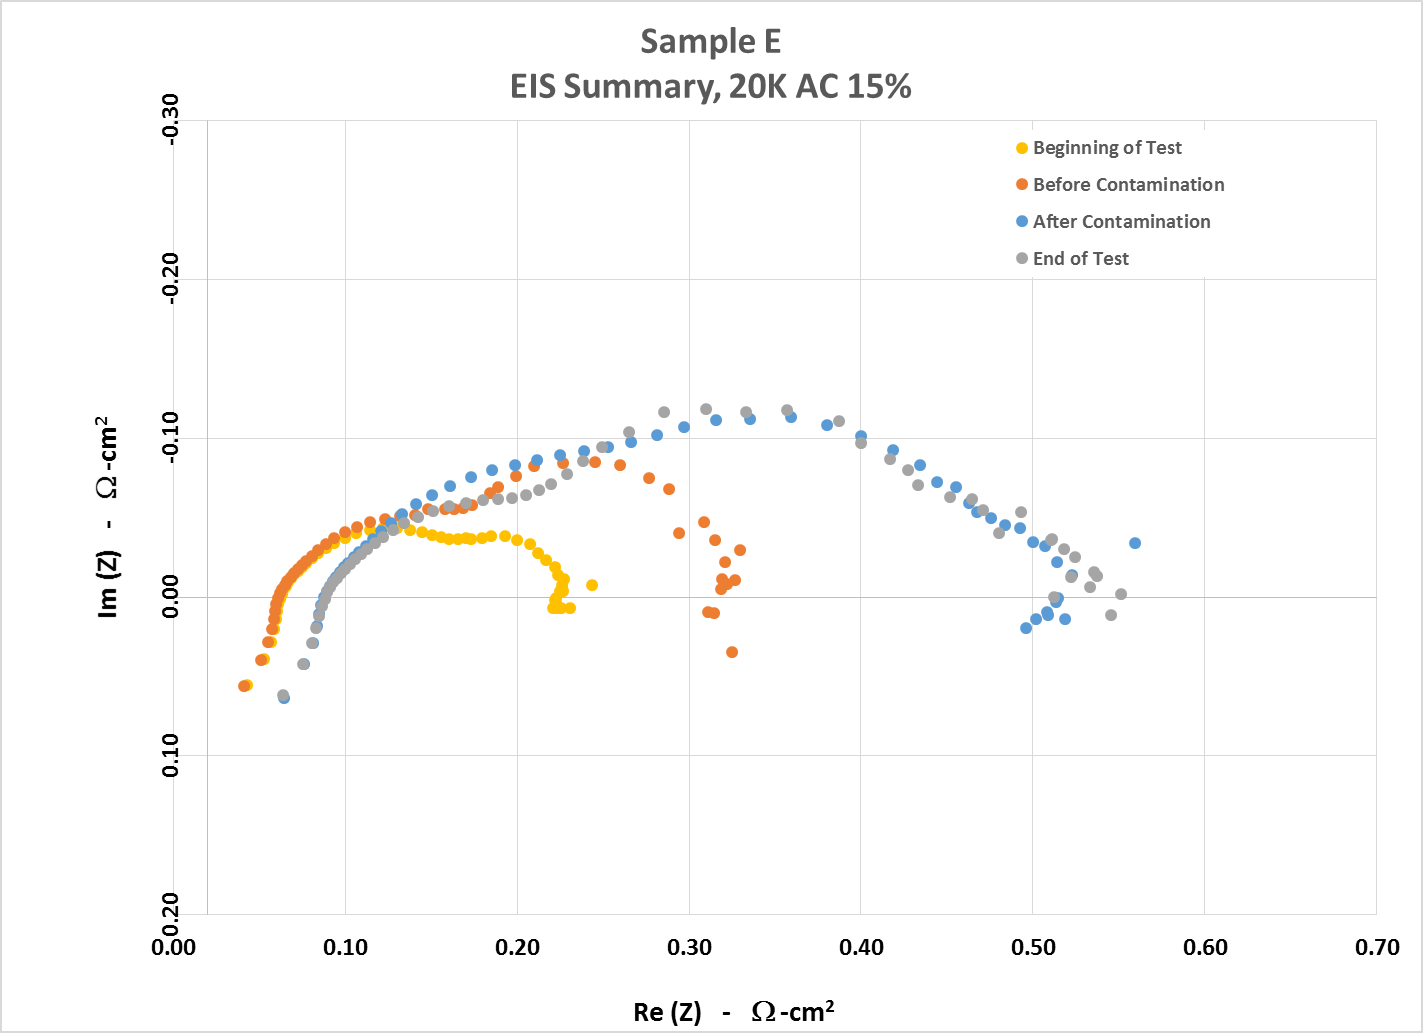 Sample E
EIS Summary, 20K AC 15%
-0.30
-0.20
-0.10
0.00
0.10
0.20
Im (Z) - Ω-cm²
Beginning of Test
Before Contamination
After Contamination
End of Test
0.00 0.10 0.20 0.30 0.40 0.50 0.60 0.70
Re (Z) - Ω-cm²